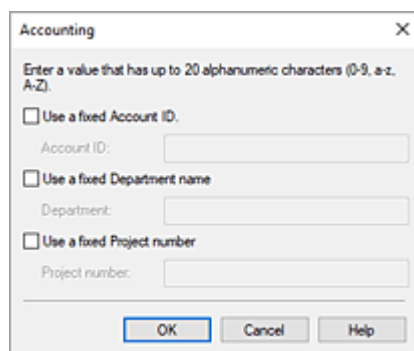 Accounting
Enter a value that has up to 20 alphanumeric characters (0-9, a-z,
A-Z).
Use a fixed Account ID.
Account ID:
Use a fixed Department name
Department:
Use a fixed Project number
Project number:
OK Cancel Help